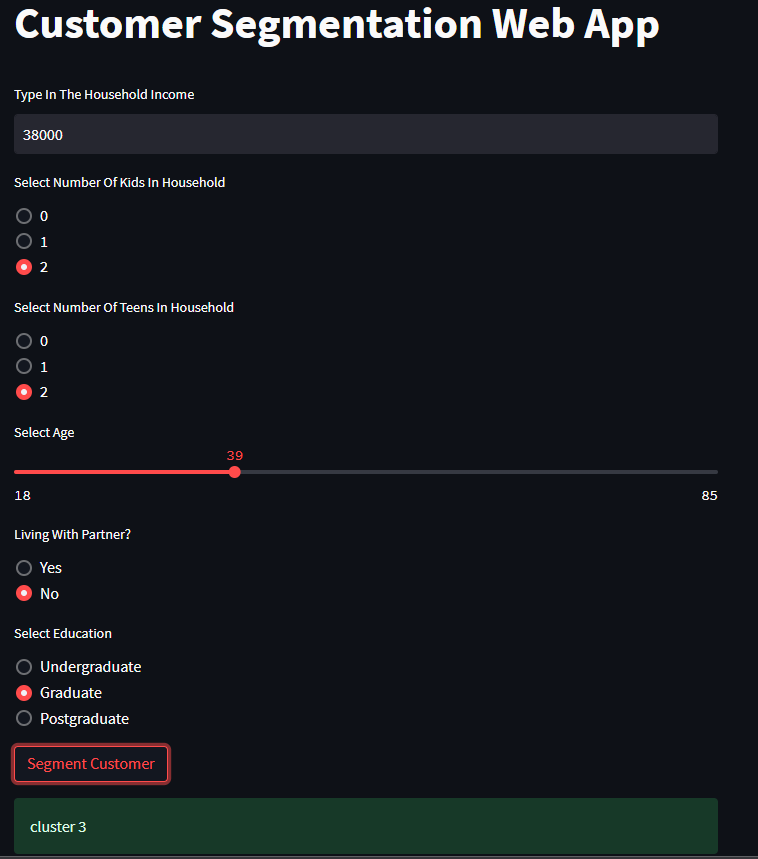 Customer Segmentation Web App
Type In The Household Income
38000
Select Number Of Kids In Household
0
1
2
Select Number Of Teens In Household
0
1
2
Select Age
39
18 85
Living With Partner?
Yes
No
Select Education
Undergraduate
Graduate
Postgraduate
Segment Customer
cluster 3